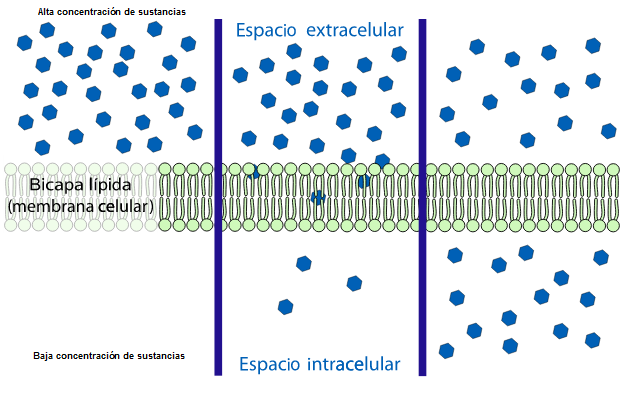 Alta concentración de sustancias
Espacio extracelular
Bicapa lípida
(membrana celular)
Baja concentración de sustancias
Espacio intracelular